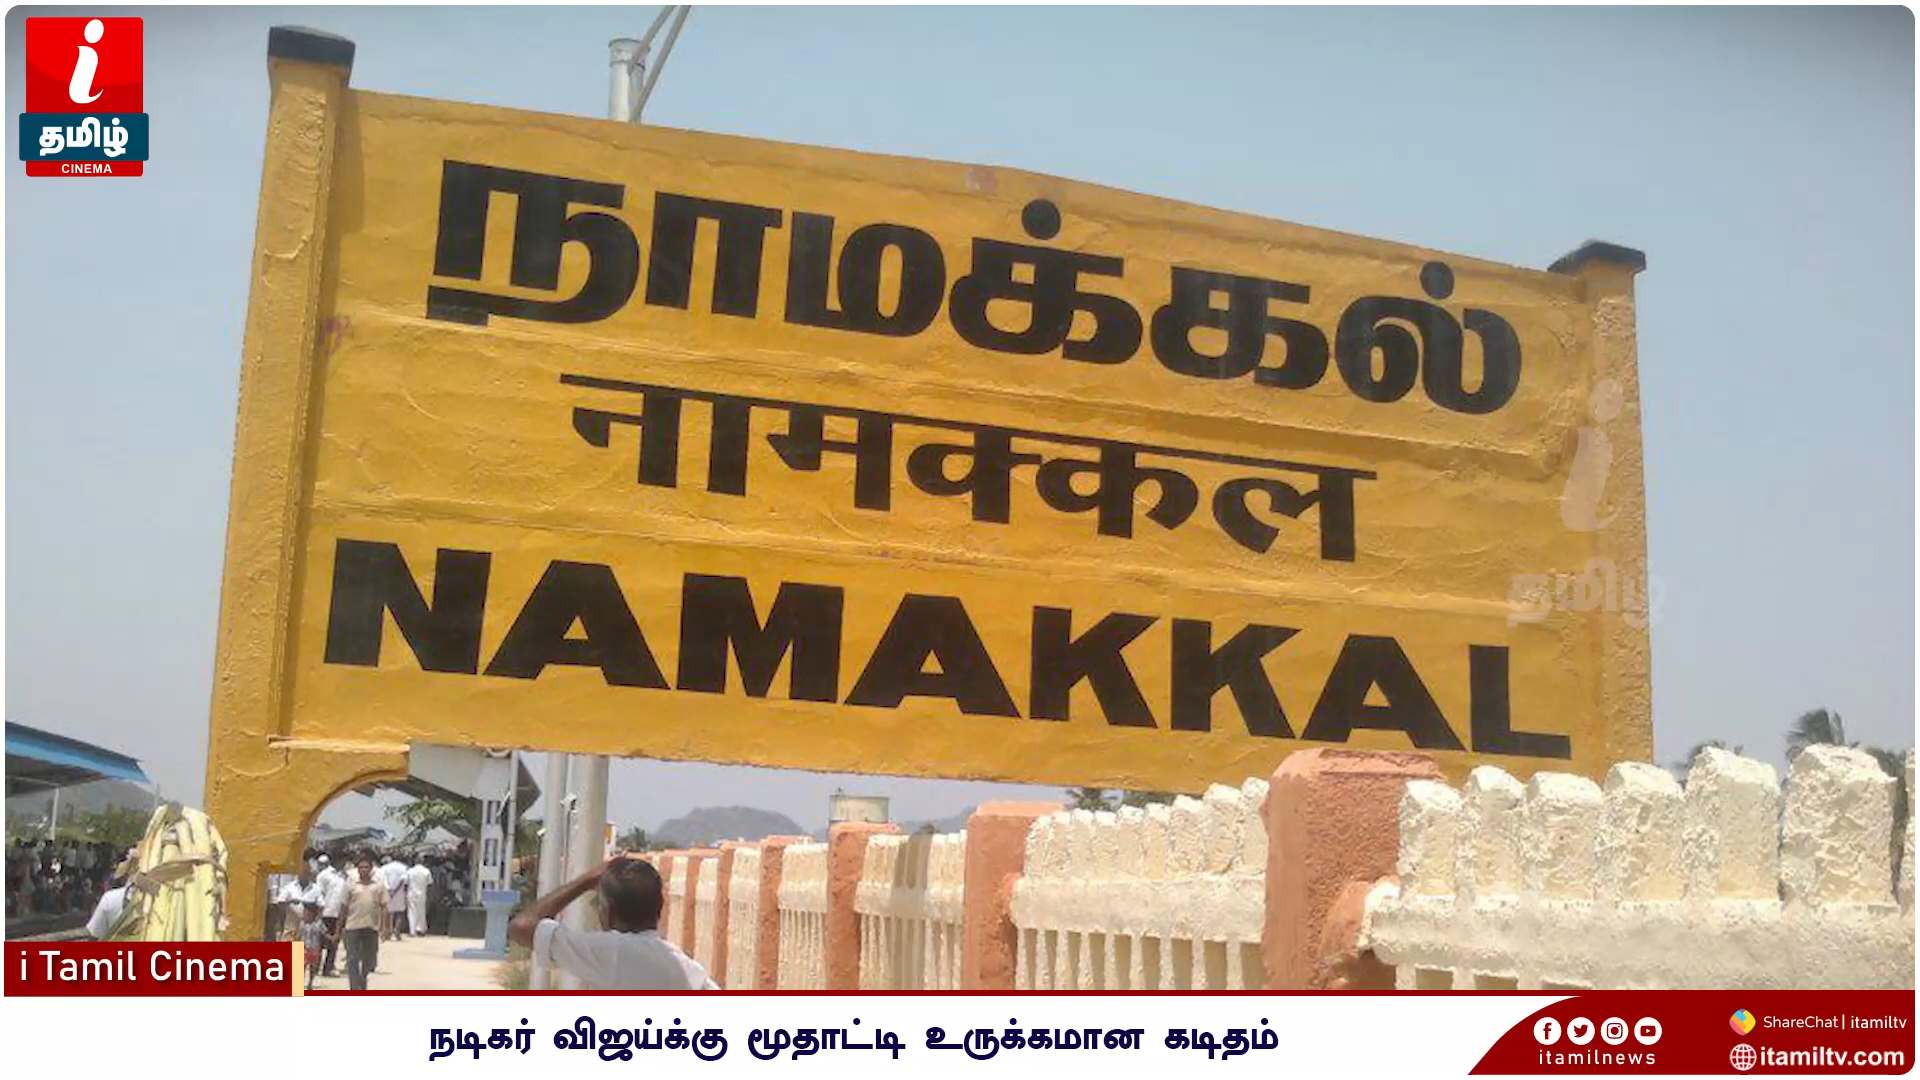 i
தமிழ்
CINEMA
நாமக்கல்
नामक्कल
NAMAKKAL
i
தமிழ்
i Tamil Cinema
நடிகர் விஜய்க்கு மூதாட்டி உருக்கமான கடிதம்
itamilnews
ShareChat | itamiltv
itamiltv.com